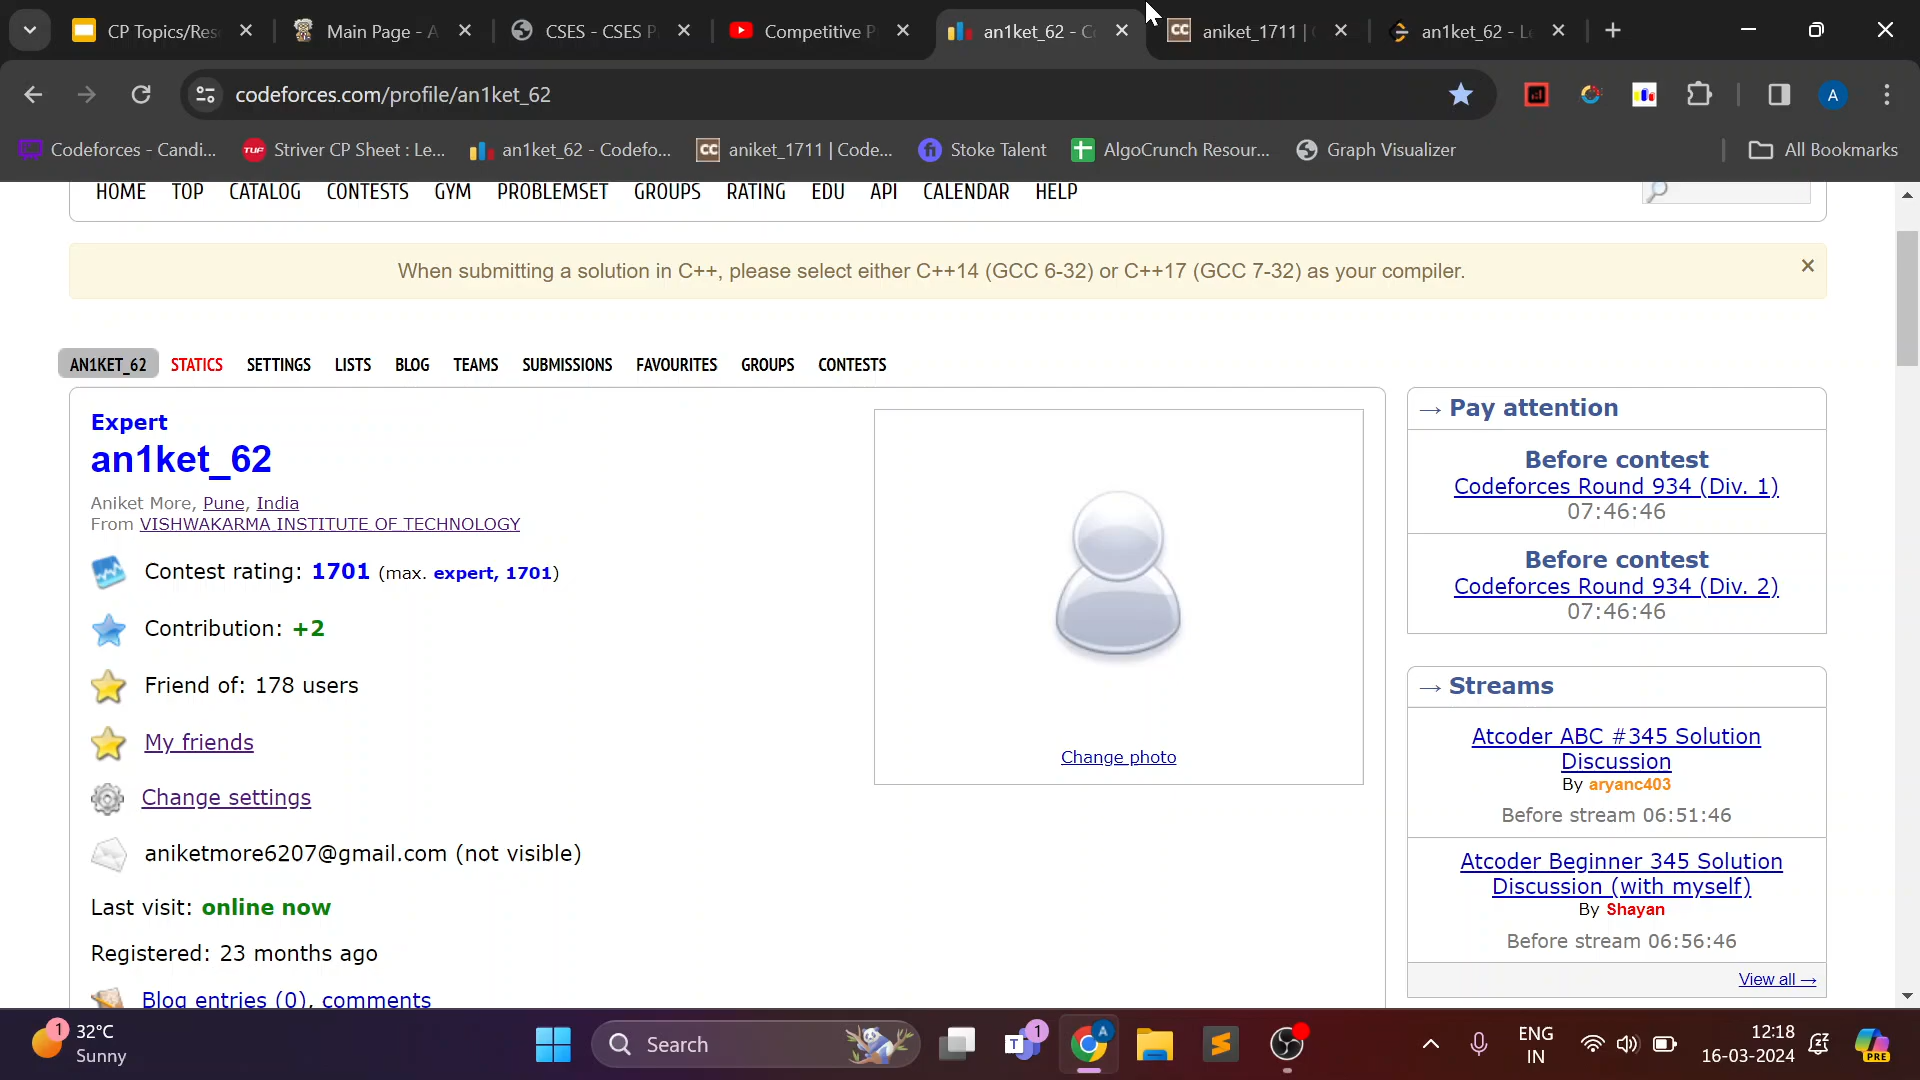 CP Topics/Res
Main Page - A
CSES - CSES P
Competitive P
an1ket_62 - Co
aniket_1711 |
an1ket_62 - Le
codeforces.com/profile/an1ket_62
A
Codeforces - Candi...
Striver CP Sheet : Le...
an1ket_62 - Codefo...
aniket_1711 | Code...
Stoke Talent
AlgoCrunch Resour...
Graph Visualizer
All Bookmarks
HOME TOP CATALOG CONTESTS GYM PROBLEMSET GROUPS RATING EDU API CALENDAR HELP
When submitting a solution in C++, please select either C++14 (GCC 6-32) or C++17 (GCC 7-32) as your compiler.
AN1KET_62 STATICS SETTINGS LISTS BLOG TEAMS SUBMISSIONS FAVOURITES GROUPS CONTESTS
Expert
an1ket_62
Aniket More, Pune, India
From VISHWAKARMA INSTITUTE OF TECHNOLOGY
Contest rating: 1701 (max. expert, 1701)
Contribution: +2
Friend of: 178 users
My friends
Change settings
aniketmore6207@gmail.com (not visible)
Last visit: online now
Registered: 23 months ago
Blog entries (0), comments
Change photo
→ Pay attention
Before contest
Codeforces Round 934 (Div. 1)
07:46:46
Before contest
Codeforces Round 934 (Div. 2)
07:46:46
→ Streams
Atcoder ABC #345 Solution
Discussion
By aryanc403
Before stream 06:51:46
Atcoder Beginner 345 Solution
Discussion (with myself)
By Shayan
Before stream 06:56:46
View all →
1
32°C
Sunny
Search
1
A
ENG
IN
12:18
16-03-2024
PRE